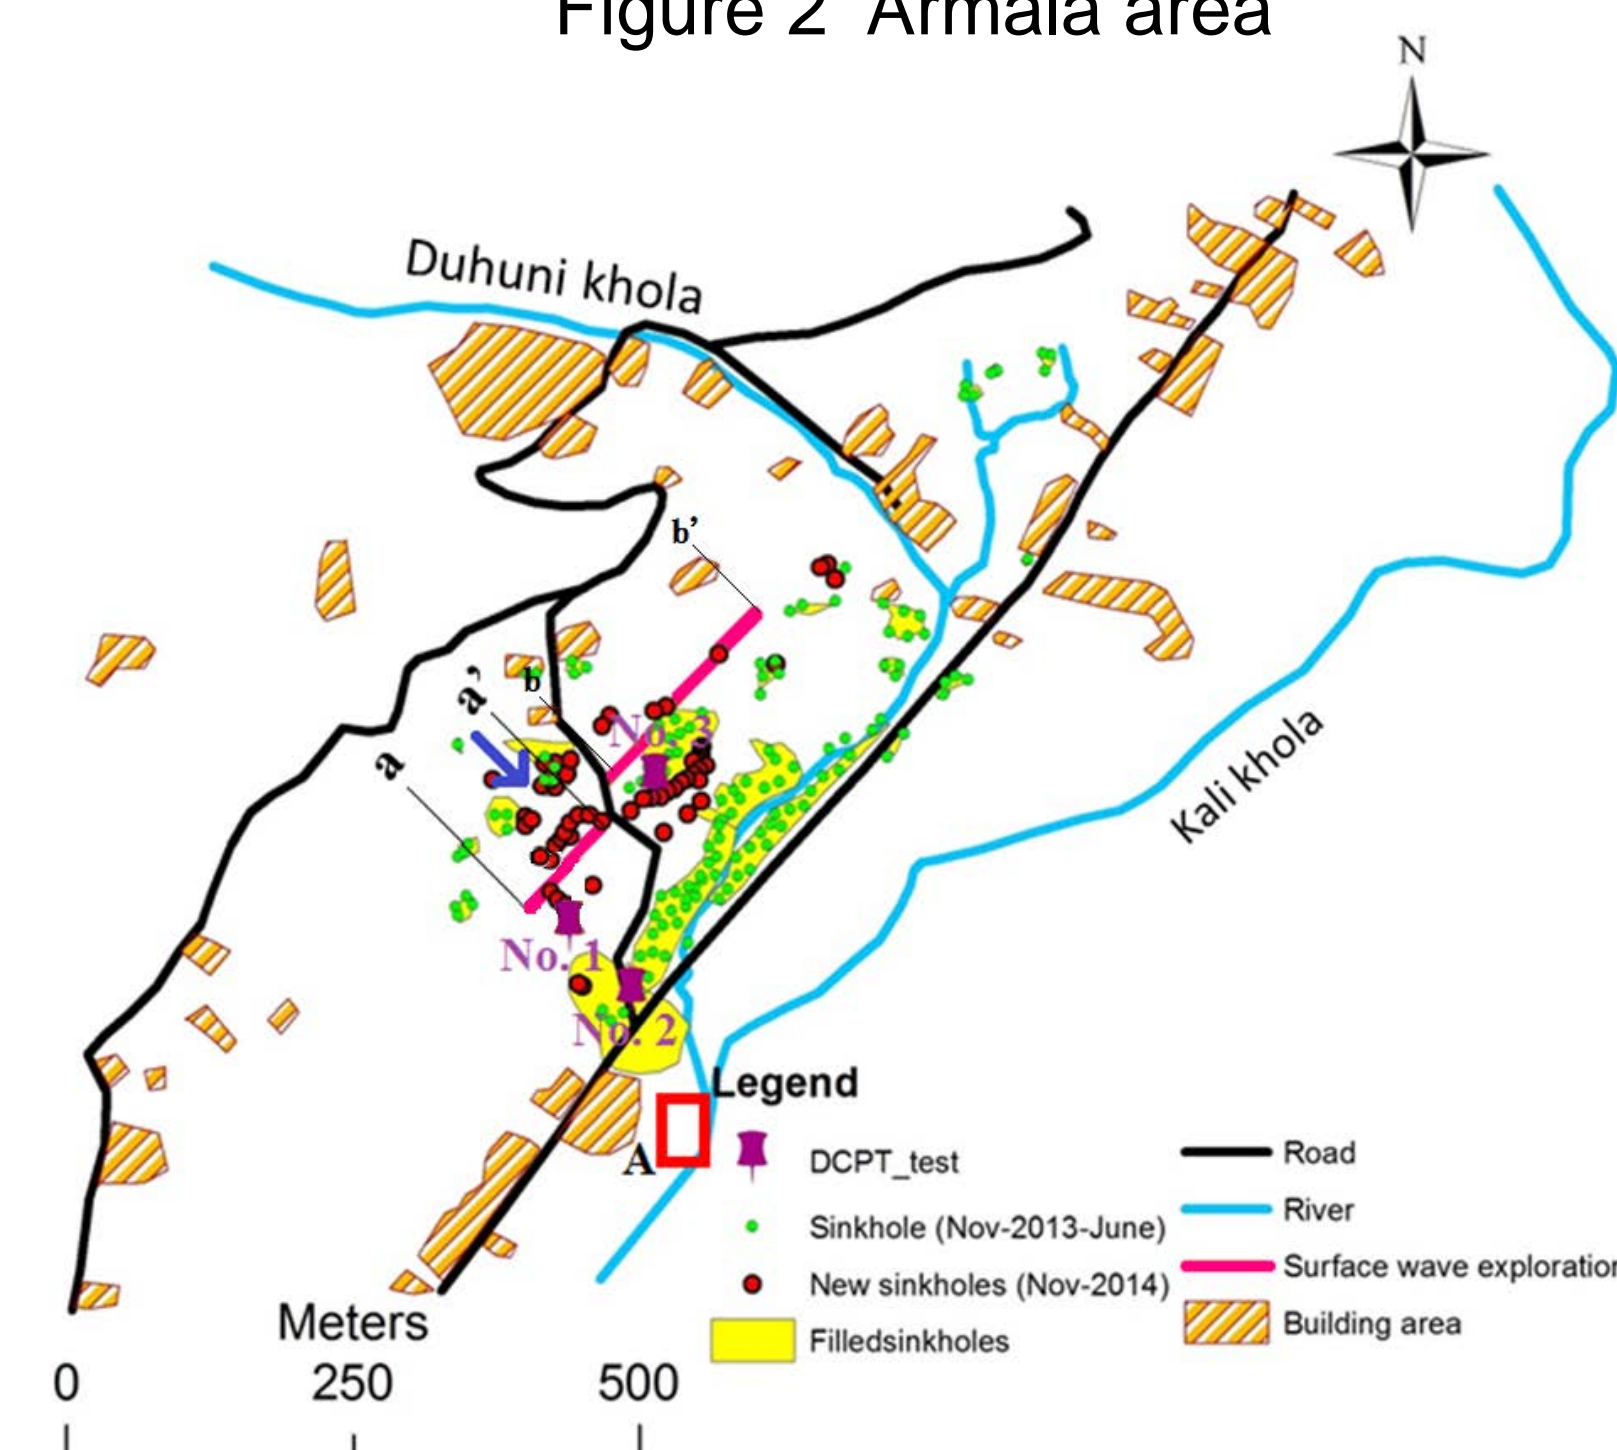 Figure 2 Armala area
N
Duhuni khola
b’
a’
b
a
No. 3
Kali khola
No. 1
No. 2
A
Legend
DCPT_test
Sinkhole (Nov-2013-June)
New sinkholes (Nov-2014)
Filledsinkholes
Road
River
Surface wave exploration
Building area
Meters
0 250 500